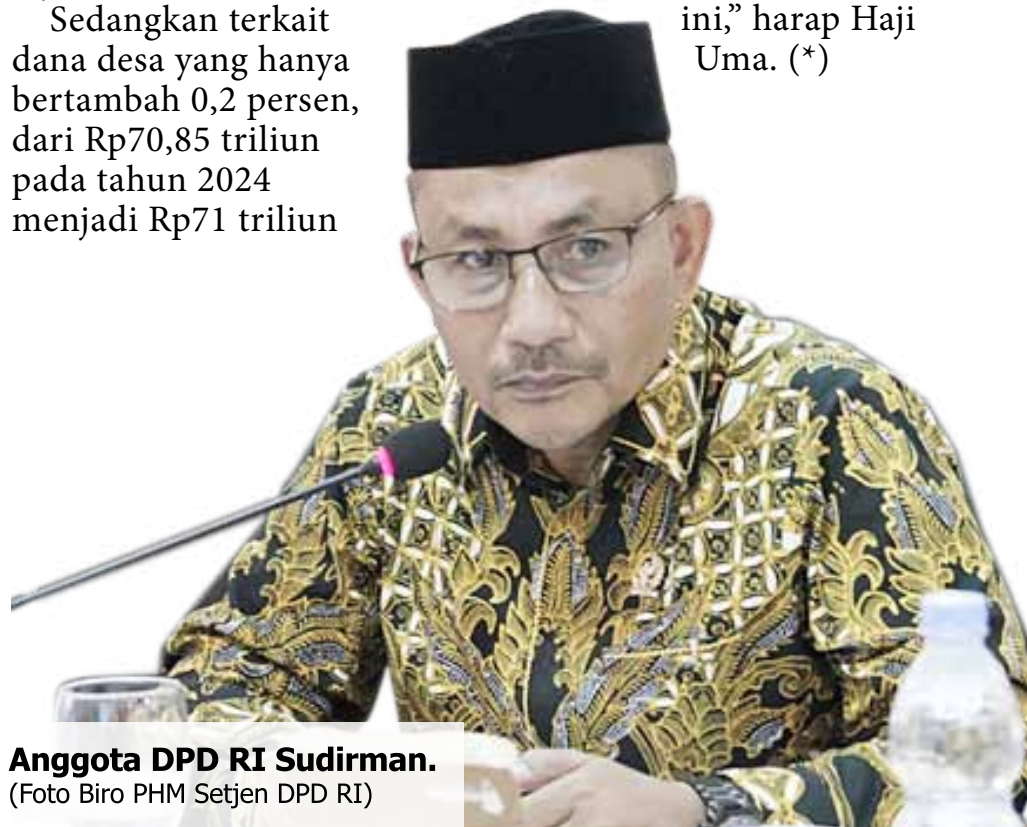 Sedangkan terkait
dana desa yang hanya
bertambah 0,2 persen,
dari Rp70,85 triliun
pada tahun 2024
menjadi Rp71 triliun
ini,” harap Haji
Uma. (*)
Anggota DPD RI Sudirman.
(Foto Biro PHM Setjen DPD RI)